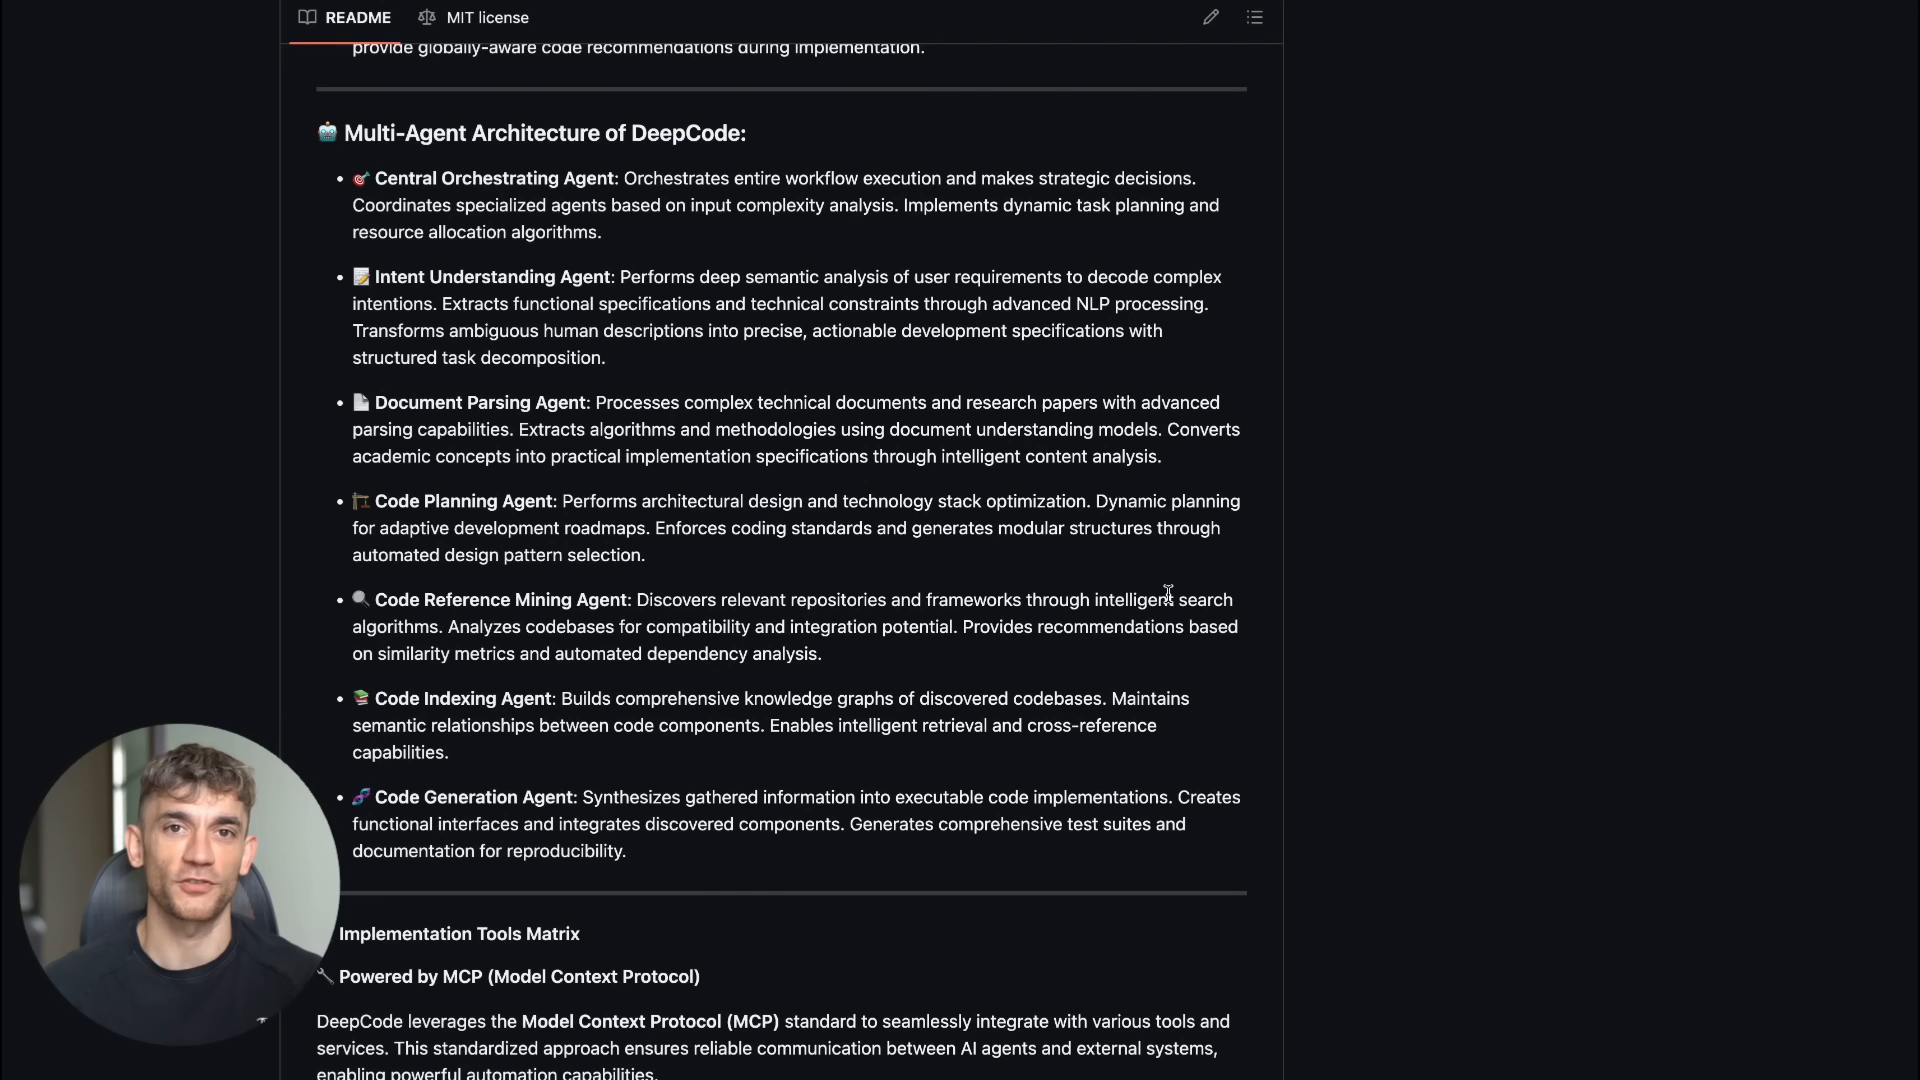 README
MIT license
provide globally-aware code recommendations during implementation.
🤖 Multi-Agent Architecture of DeepCode:
• 🎯 Central Orchestrating Agent: Orchestrates entire workflow execution and makes strategic decisions.
Coordinates specialized agents based on input complexity analysis. Implements dynamic task planning and
resource allocation algorithms.
• 📝 Intent Understanding Agent: Performs deep semantic analysis of user requirements to decode complex
intentions. Extracts functional specifications and technical constraints through advanced NLP processing.
Transforms ambiguous human descriptions into precise, actionable development specifications with
structured task decomposition.
• 📄 Document Parsing Agent: Processes complex technical documents and research papers with advanced
parsing capabilities. Extracts algorithms and methodologies using document understanding models. Converts
academic concepts into practical implementation specifications through intelligent content analysis.
• 🏗️ Code Planning Agent: Performs architectural design and technology stack optimization. Dynamic planning
for adaptive development roadmaps. Enforces coding standards and generates modular structures through
automated design pattern selection.
• 🔍 Code Reference Mining Agent: Discovers relevant repositories and frameworks through intelligent search
algorithms. Analyzes codebases for compatibility and integration potential. Provides recommendations based
on similarity metrics and automated dependency analysis.
• 📚 Code Indexing Agent: Builds comprehensive knowledge graphs of discovered codebases. Maintains
semantic relationships between code components. Enables intelligent retrieval and cross-reference
capabilities.
• 🧬 Code Generation Agent: Synthesizes gathered information into executable code implementations. Creates
functional interfaces and integrates discovered components. Generates comprehensive test suites and
documentation for reproducibility.
Implementation Tools Matrix
🔧 Powered by MCP (Model Context Protocol)
DeepCode leverages the Model Context Protocol (MCP) standard to seamlessly integrate with various tools and
services. This standardized approach ensures reliable communication between AI agents and external systems,
enabling powerful automation capabilities.